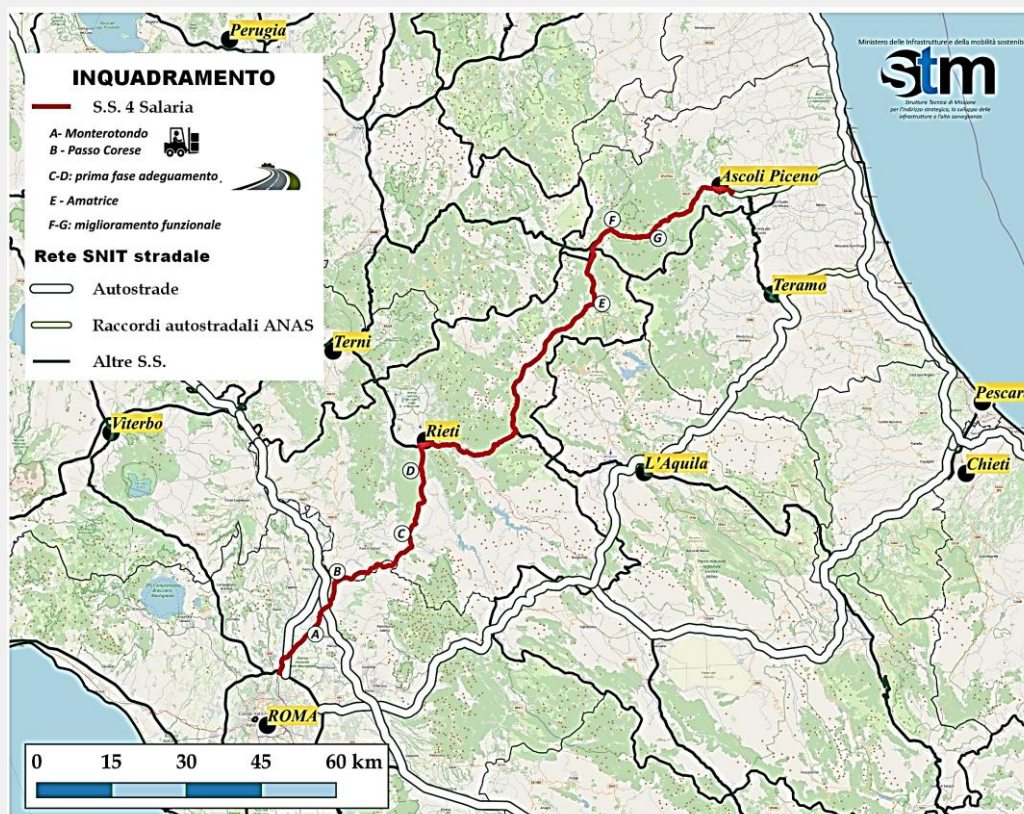 Perugia
Ministero delle Infrastrutture e della mobilità sostenib
stm
Strutture Tecnica di Missione
per l'indirizzo strategico, lo sviluppo delle
infrastrutture e l'alta sorveglianza
INQUADRAMENTO
S.S. 4 Salaria
A- Monterotondo
B - Passo Corese
C-D: prima fase adeguamento
E - Amatrice
F-G: miglioramento funzionale
Rete SNIT stradale
Autostrade
Raccordi autostradali ANAS
Altre S.S.
Ascoli Piceno
F
G
Teramo
E
Terni
Pescar
Viterbo
Rieti
D
L'Aquila
Chieti
C
B
A
ROMA
0 15 30 45 60 km